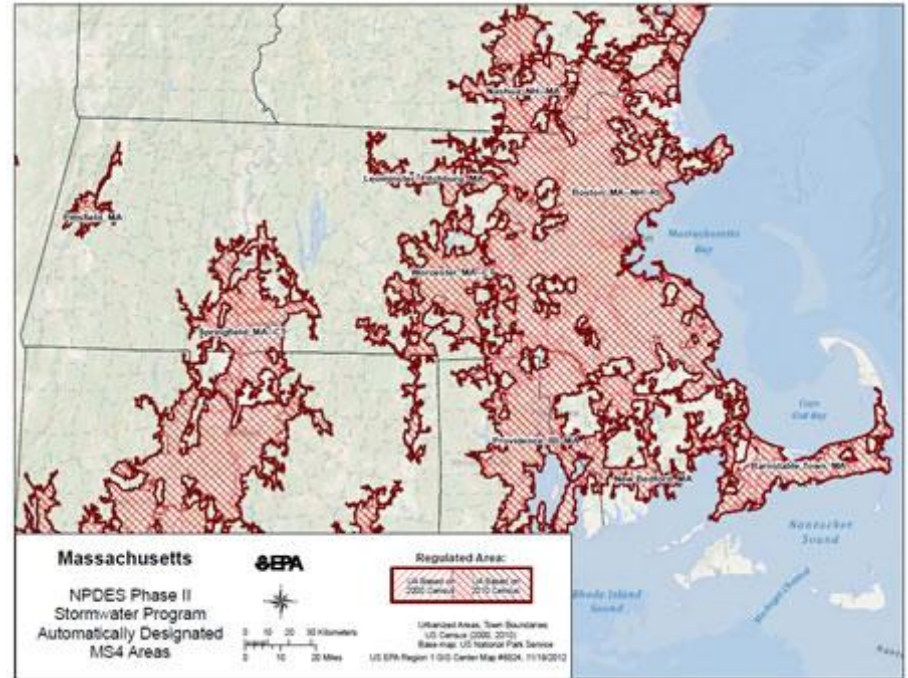 Nashua, NH--MA
Leominster--Fitchburg, MA
Boston, MA--NH--RI
Pittsfield, MA
Massachusetts
Bay
Worcester, MA--CT
Springfield, MA--CT
Cape
Cod Bay
Providence, RI--MA
Barnstable Town, MA
New Bedford, MA
Nantucket
Sound
Rhode Island
Sound
Massachusetts
NPDES Phase II
Stormwater Program
Automatically Designated
MS4 Areas
EPA
0 10 20 30 Kilometers
0 10 20 Miles
Regulated Area:
UA Based on UA Based on
2000 Census 2010 Census
Urbanized Areas, Town Boundaries:
US Census (2000, 2010)
Base map: US National Park Service
US EPA Region 1 GIS Center Map #8024, 11/19/2012